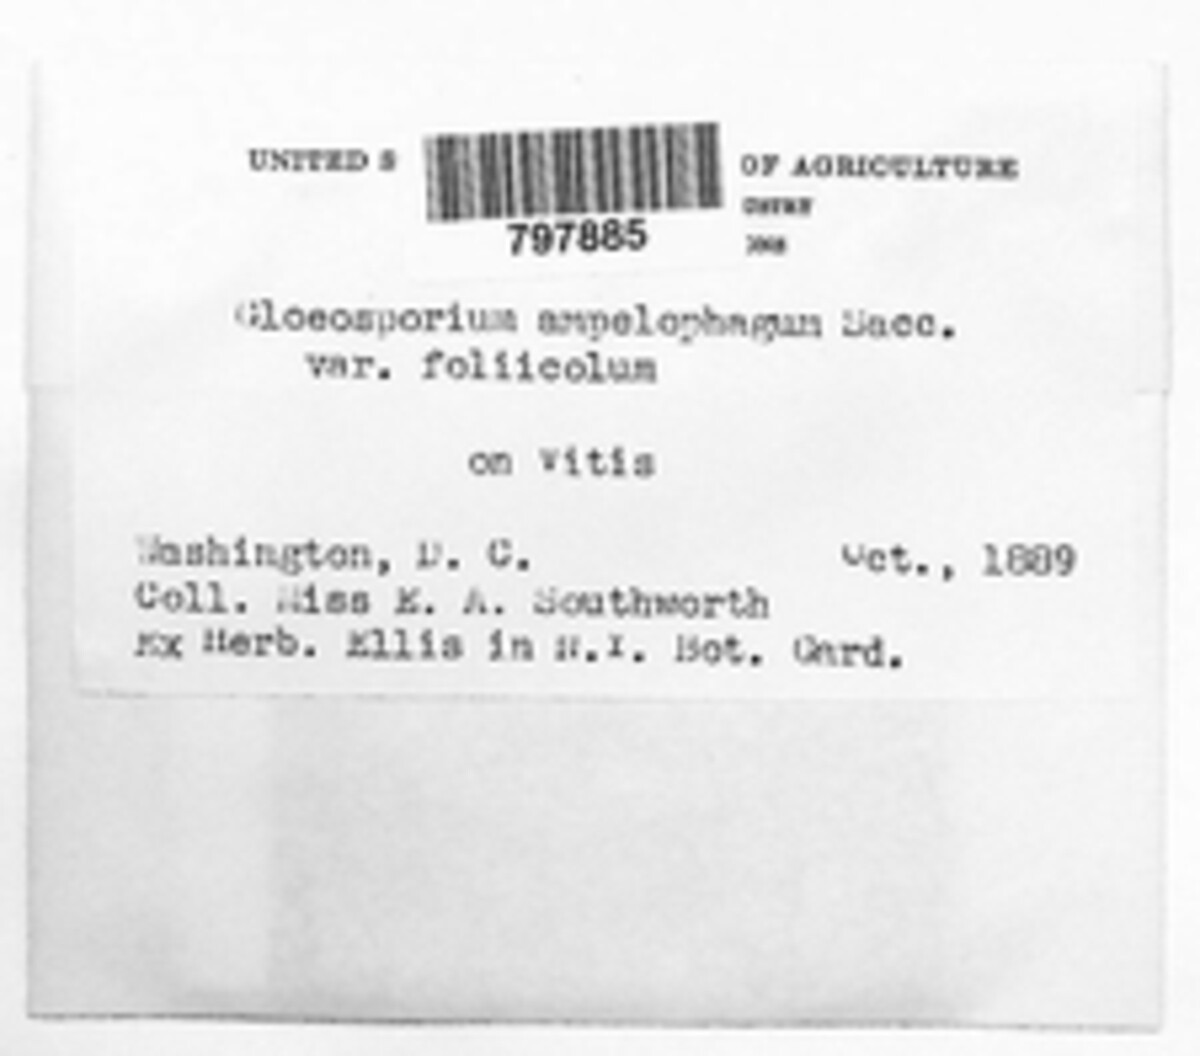 UNITED S OF AGRICULTURE
797885
Gloeosporium ampelophagum Sacc.
var. foliicolum
on Vitis
Washington, D. C. Oct., 1889
Coll. Miss E. A. Southworth
Ex Herb. Ellis in N.Y. Bot. Gard.